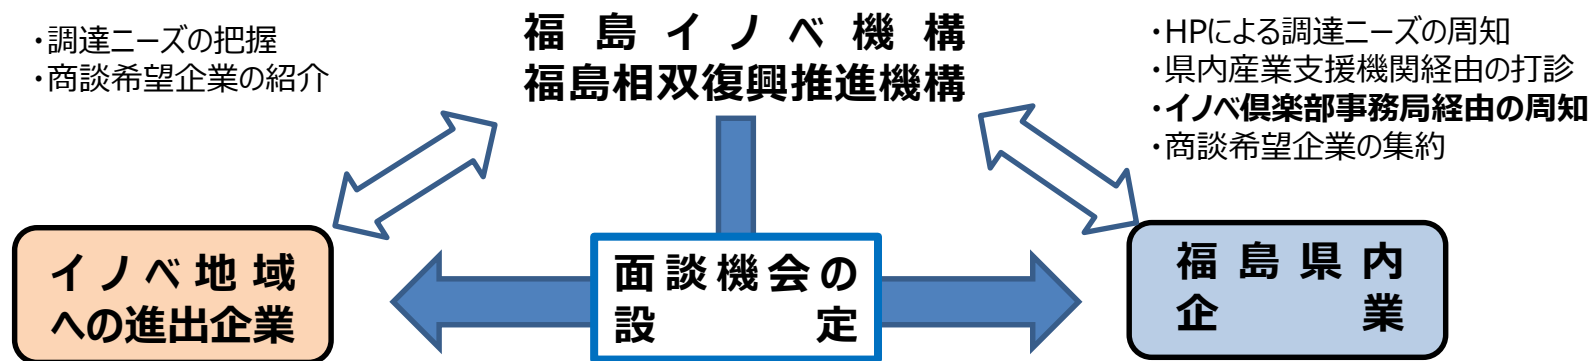 ・調達ニーズの把握
・商談希望企業の紹介
福島イノベ機構
福島相双復興推進機構
・HPによる調達ニーズの周知
・県内産業支援機関経由の打診
・イノベ倶楽部事務局経由の周知
・商談希望企業の集約
イノベ地域
への進出企業
面談機会の
設定
福島県内
企業